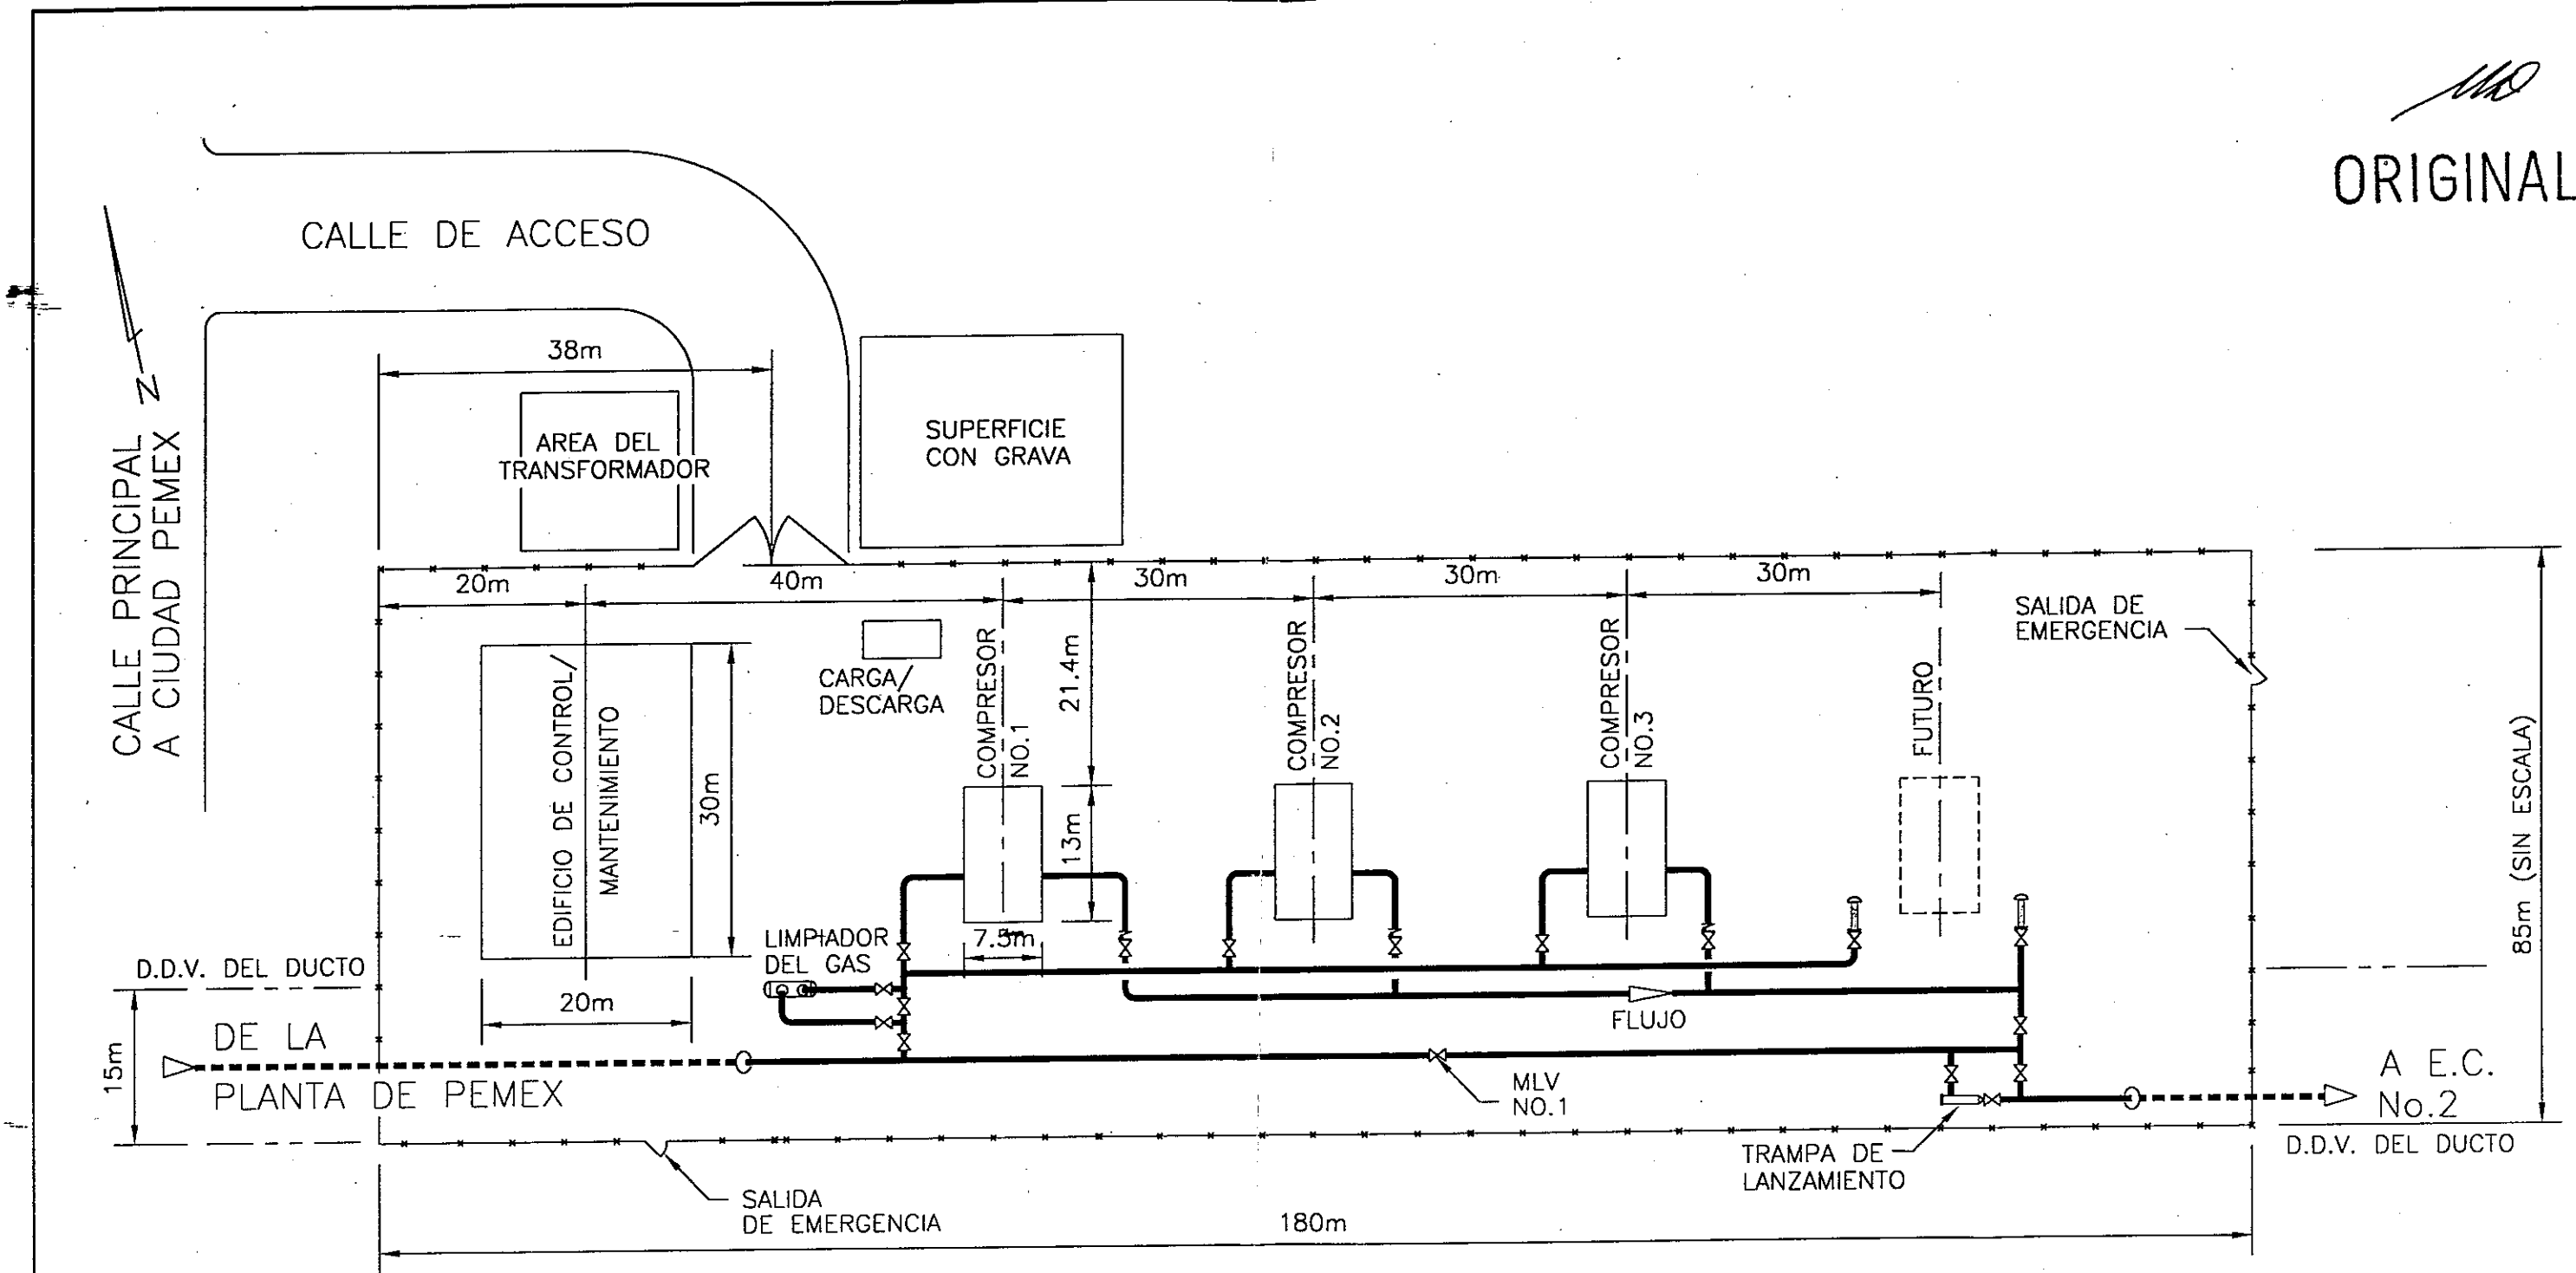 ORIGINAL
CALLE DE ACCESO
N
CALLE PRINCIPAL
A CIUDAD PEMEX
38m
AREA DEL
TRANSFORMADOR
SUPERFICIE
CON GRAVA
20m
40m
30m
30m
30m
SALIDA DE
EMERGENCIA
EDIFICIO DE CONTROL/
MANTENIMIENTO
30m
CARGA/
DESCARGA
COMPRESOR
NO.1
21.4m
13m
COMPRESOR
NO.2
COMPRESOR
NO.3
FUTURO
85m (SIN ESCALA)
7.5m
LIMPIADOR
DEL GAS
D.D.V. DEL DUCTO
20m
15m
DE LA
PLANTA DE PEMEX
FLUJO
MLV
NO.1
A E.C.
No.2
D.D.V. DEL DUCTO
TRAMPA DE
LANZAMIENTO
SALIDA
DE EMERGENCIA
180m